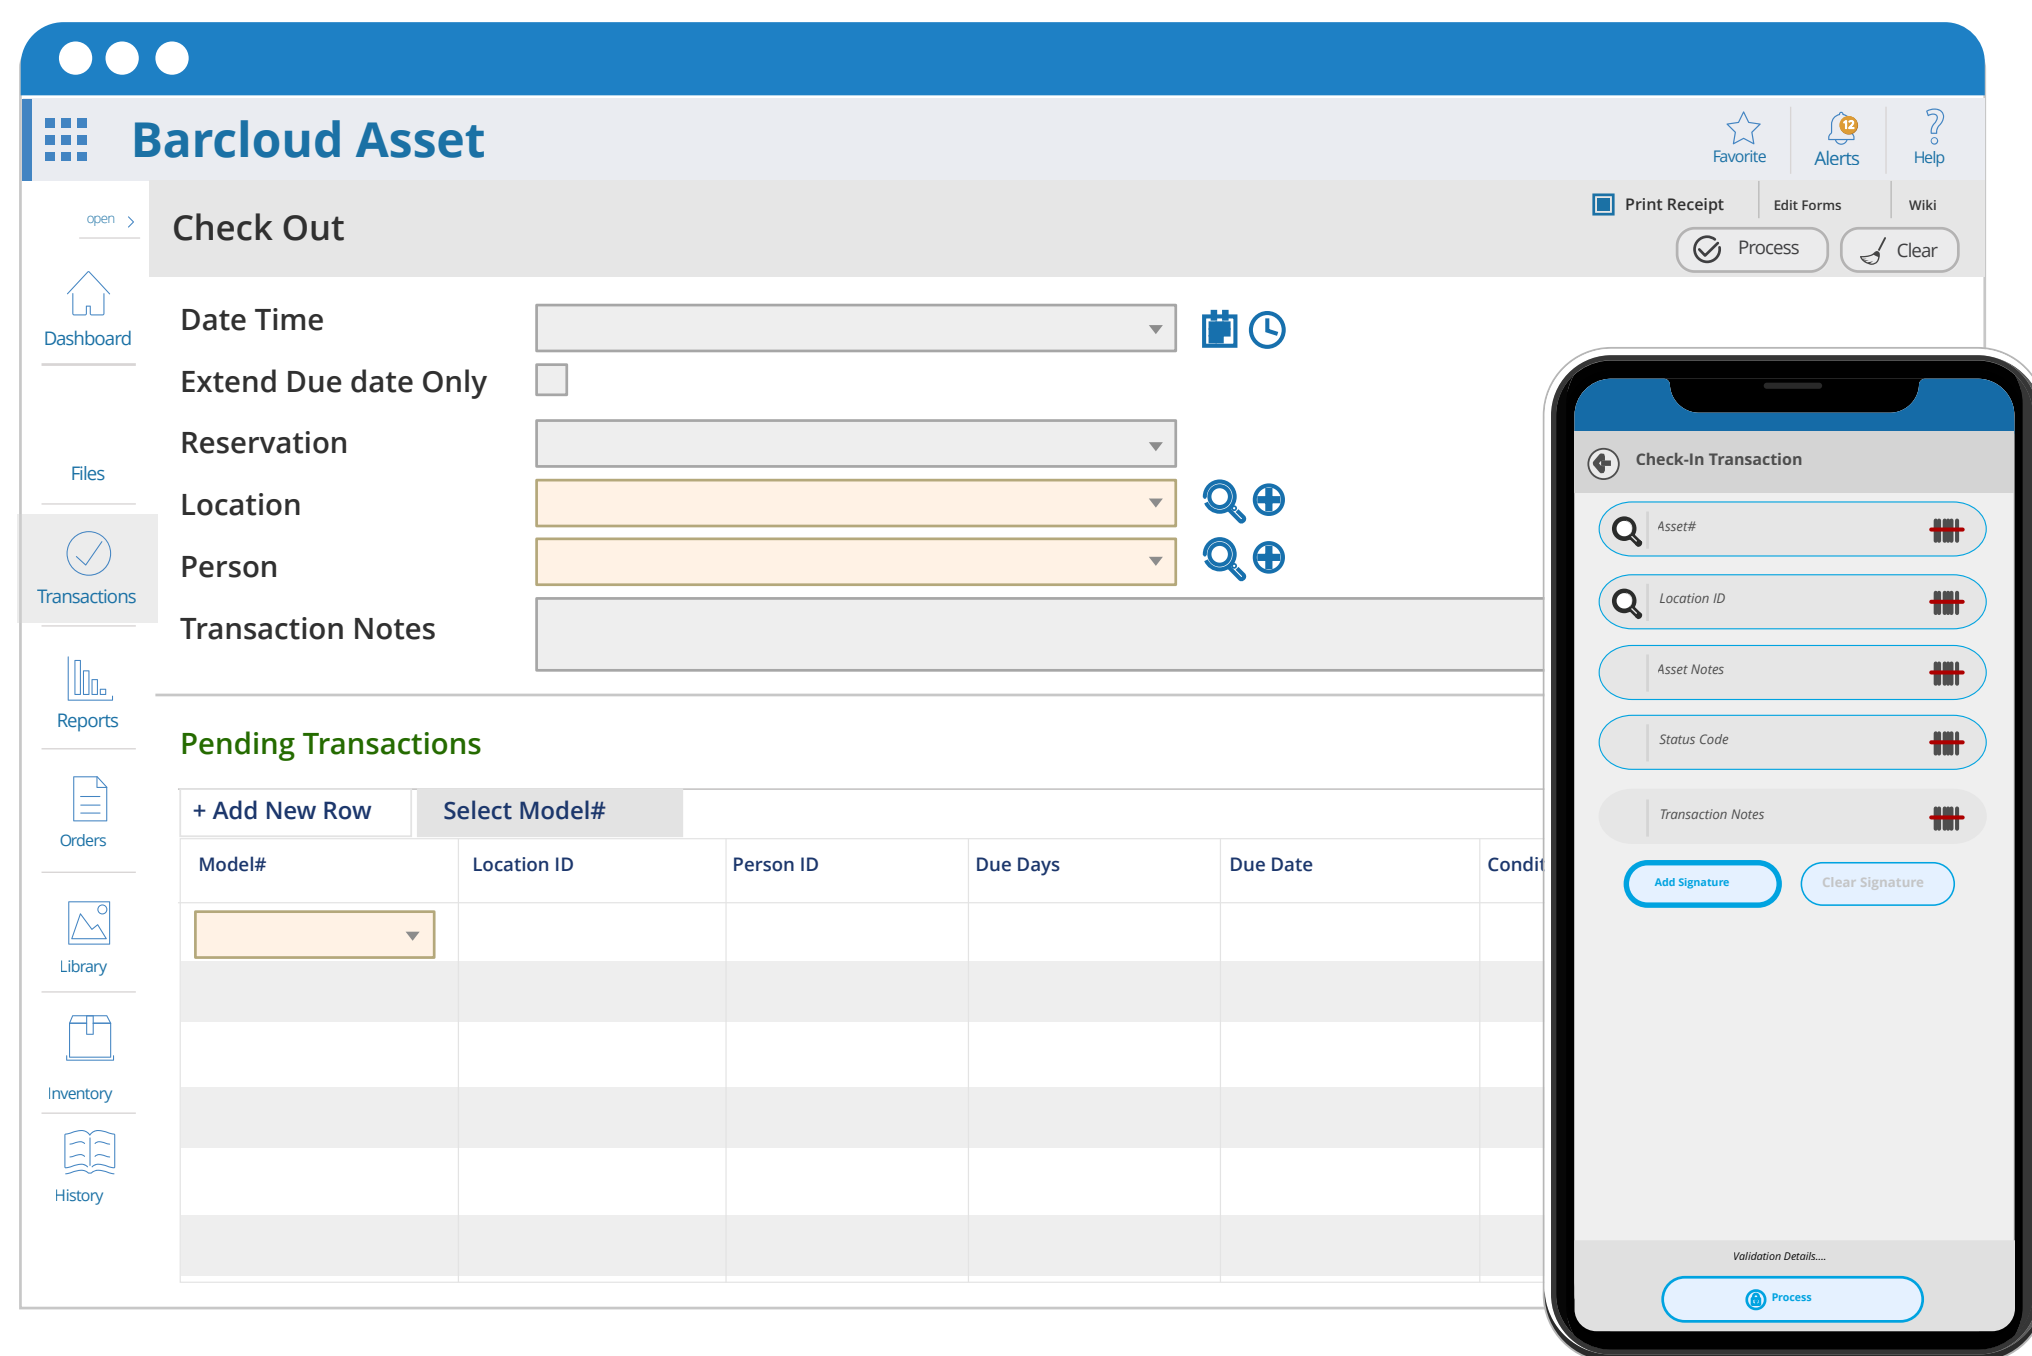 Barcloud Asset
Favorite
12
Alerts
Help
open
Check Out
Print Receipt
Edit Forms
Wiki
Process
Clear
Dashboard
Files
Transactions
Reports
Orders
Library
Inventory
History
Date Time
Extend Due date Only
Reservation
Location
Person
Transaction Notes
Pending Transactions
+ Add New Row
Select Model#
Model#
Location ID
Person ID
Due Days
Due Date
Condit
Check-In Transaction
Asset#
Location ID
Asset Notes
Status Code
Transaction Notes
Add Signature
Clear Signature
Validation Details....
Process